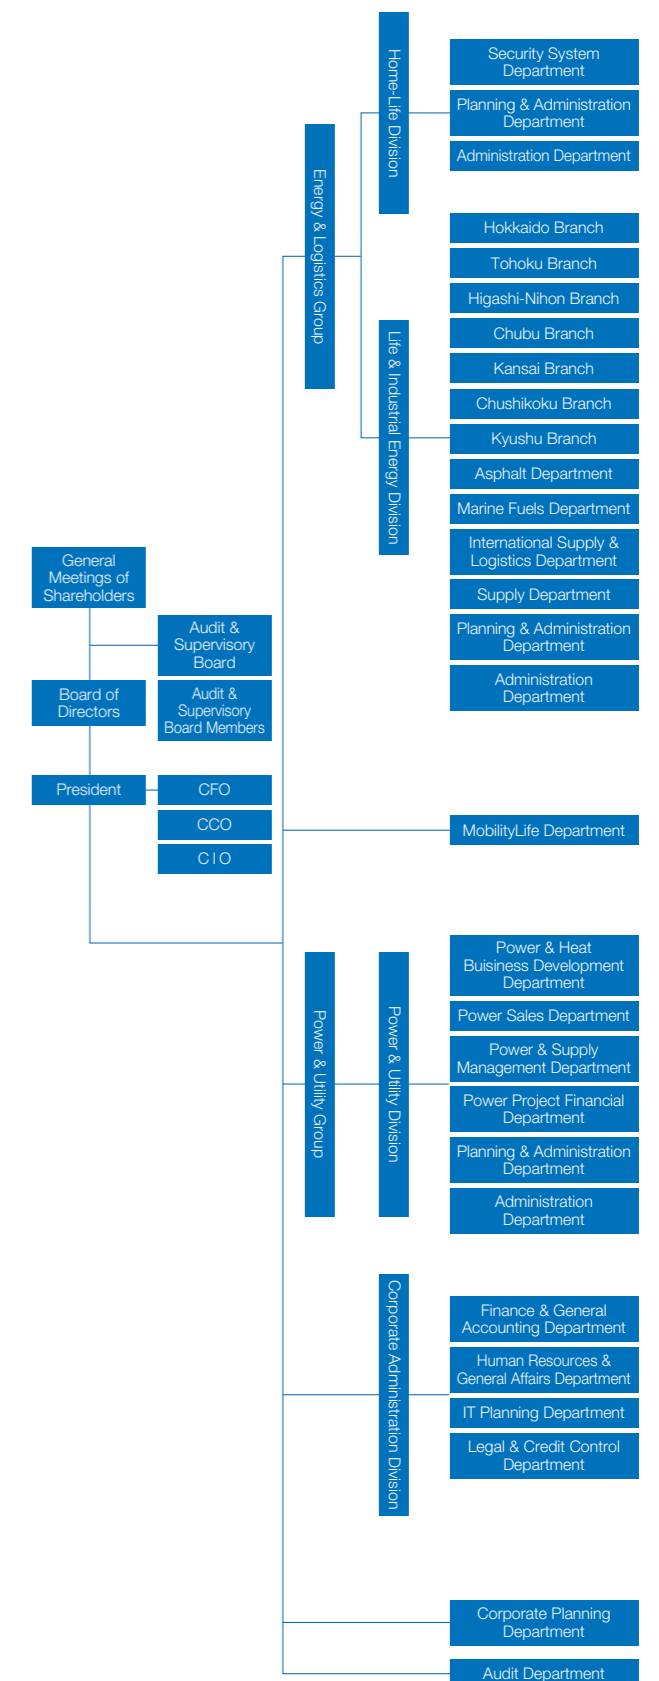 General
Meetings of
Shareholders
Audit &
Supervisory
Board
Board of
Directors
Audit &
Supervisory
Board Members
President
CFO
CCO
CIO
Energy & Logistics Group
Home-Life Division
Security System
Department
Planning & Administration
Department
Administration Department
Life & Industrial Energy Division
Hokkaido Branch
Tohoku Branch
Higashi-Nihon Branch
Chubu Branch
Kansai Branch
Chushikoku Branch
Kyushu Branch
Asphalt Department
Marine Fuels Department
International Supply &
Logistics Department
Supply Department
Planning & Administration
Department
Administration
Department
MobilityLife Department
Power & Utility Group
Power & Utility Division
Power & Heat
Buisiness Development
Department
Power Sales Department
Power & Supply
Management Department
Power Project Financial
Department
Planning & Administration
Department
Administration
Department
Corporate Administration Division
Finance & General
Accounting Department
Human Resources &
General Affairs Department
IT Planning Department
Legal & Credit Control
Department
Corporate Planning
Department
Audit Department